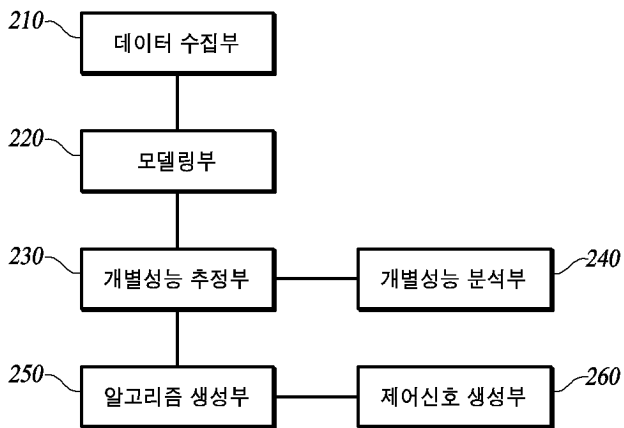 210 데이터 수집부
220 모델링부
230 개별성능 추정부 개별성능 분석부 240
250 알고리즘 생성부 제어신호 생성부 260